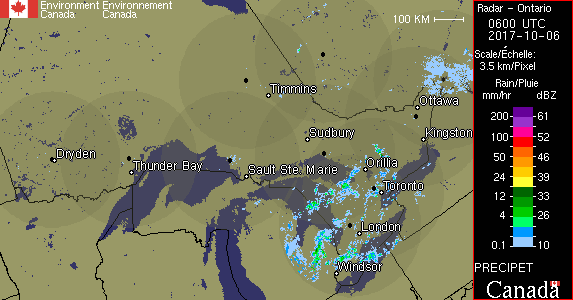 Environment Environnement
Canada Canada
100 KM
Timmins
Ottawa
Sudbury
Kingston
Dryden
Thunder Bay
Sault Ste. Marie
Orillia
Toronto
London
Windsor
Radar - Ontario
0600 UTC
2017-10-06
Scale/Échelle:
3.5 km/Pixel
Rain/Pluie
mm/hr dBZ
200 61
100 52
50 46
24 39
12 33
4 26
0.1 10
PRECIPET
Canada